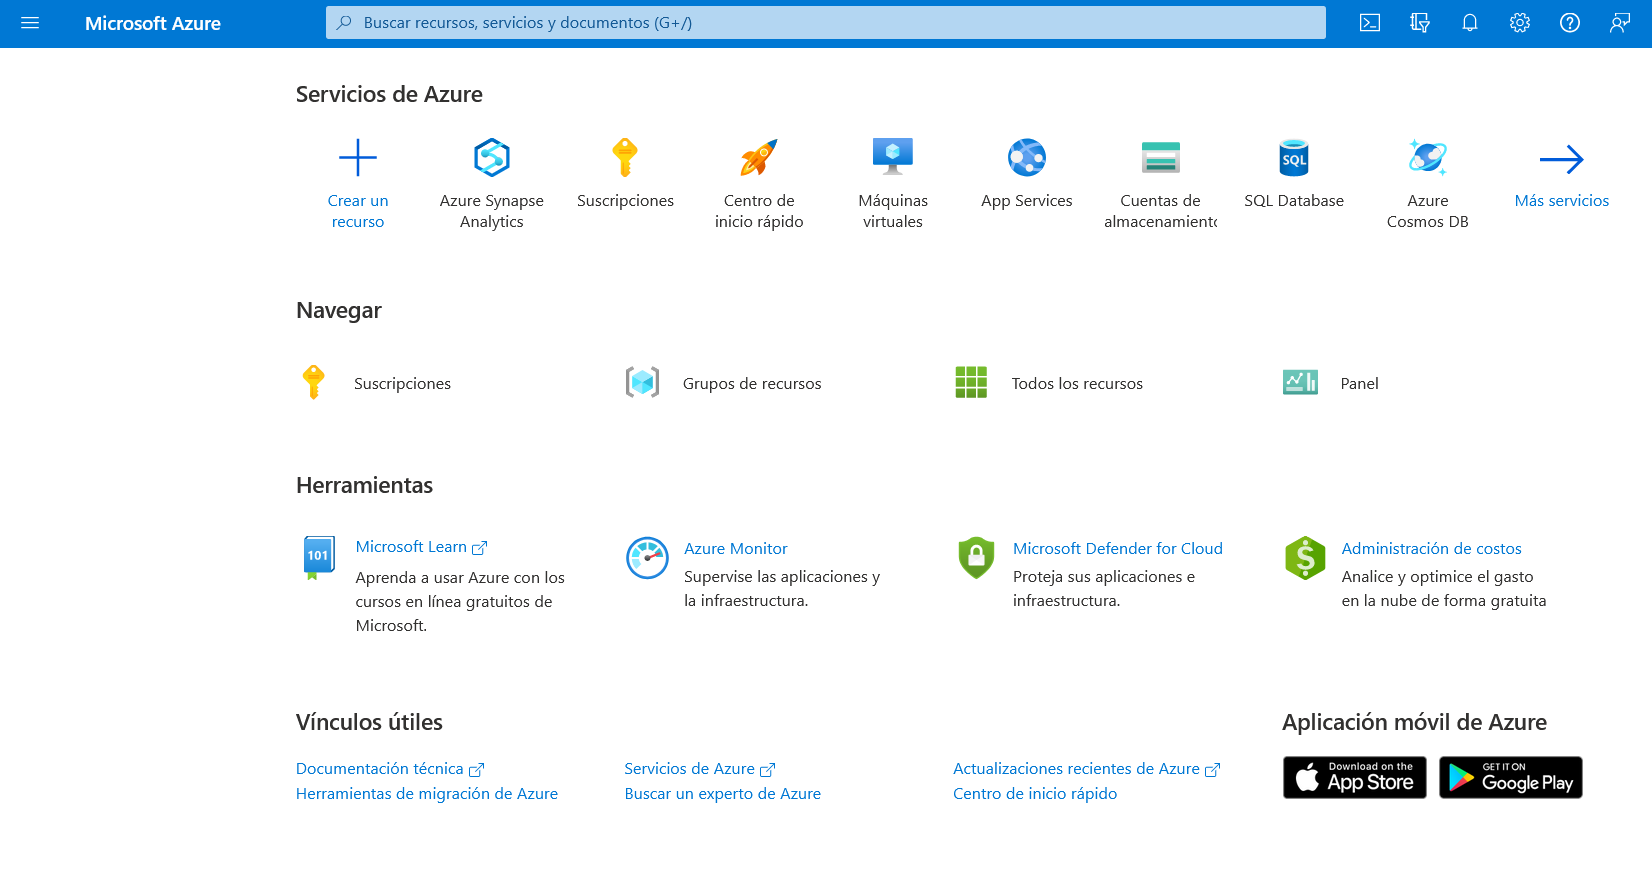 Microsoft Azure
Buscar recursos, servicios y documentos (G+/)
Servicios de Azure
Crear un
recurso
Azure Synapse
Analytics
Suscripciones
Centro de
inicio rápido
Máquinas
virtuales
App Services
Cuentas de
almacenamiento
SQL
SQL Database
Azure
Cosmos DB
Más servicios
Navegar
Suscripciones
Grupos de recursos
Todos los recursos
Panel
Herramientas
101
Microsoft Learn
Aprenda a usar Azure con los
cursos en línea gratuitos de
Microsoft.
Azure Monitor
Supervise las aplicaciones y
la infraestructura.
Microsoft Defender for Cloud
Proteja sus aplicaciones e
infraestructura.
$
Administración de costos
Analice y optimice el gasto
en la nube de forma gratuita
Vínculos útiles
Documentación técnica
Herramientas de migración de Azure
Servicios de Azure
Buscar un experto de Azure
Actualizaciones recientes de Azure
Centro de inicio rápido
Aplicación móvil de Azure
Download on the
App Store
GET IT ON
Google Play